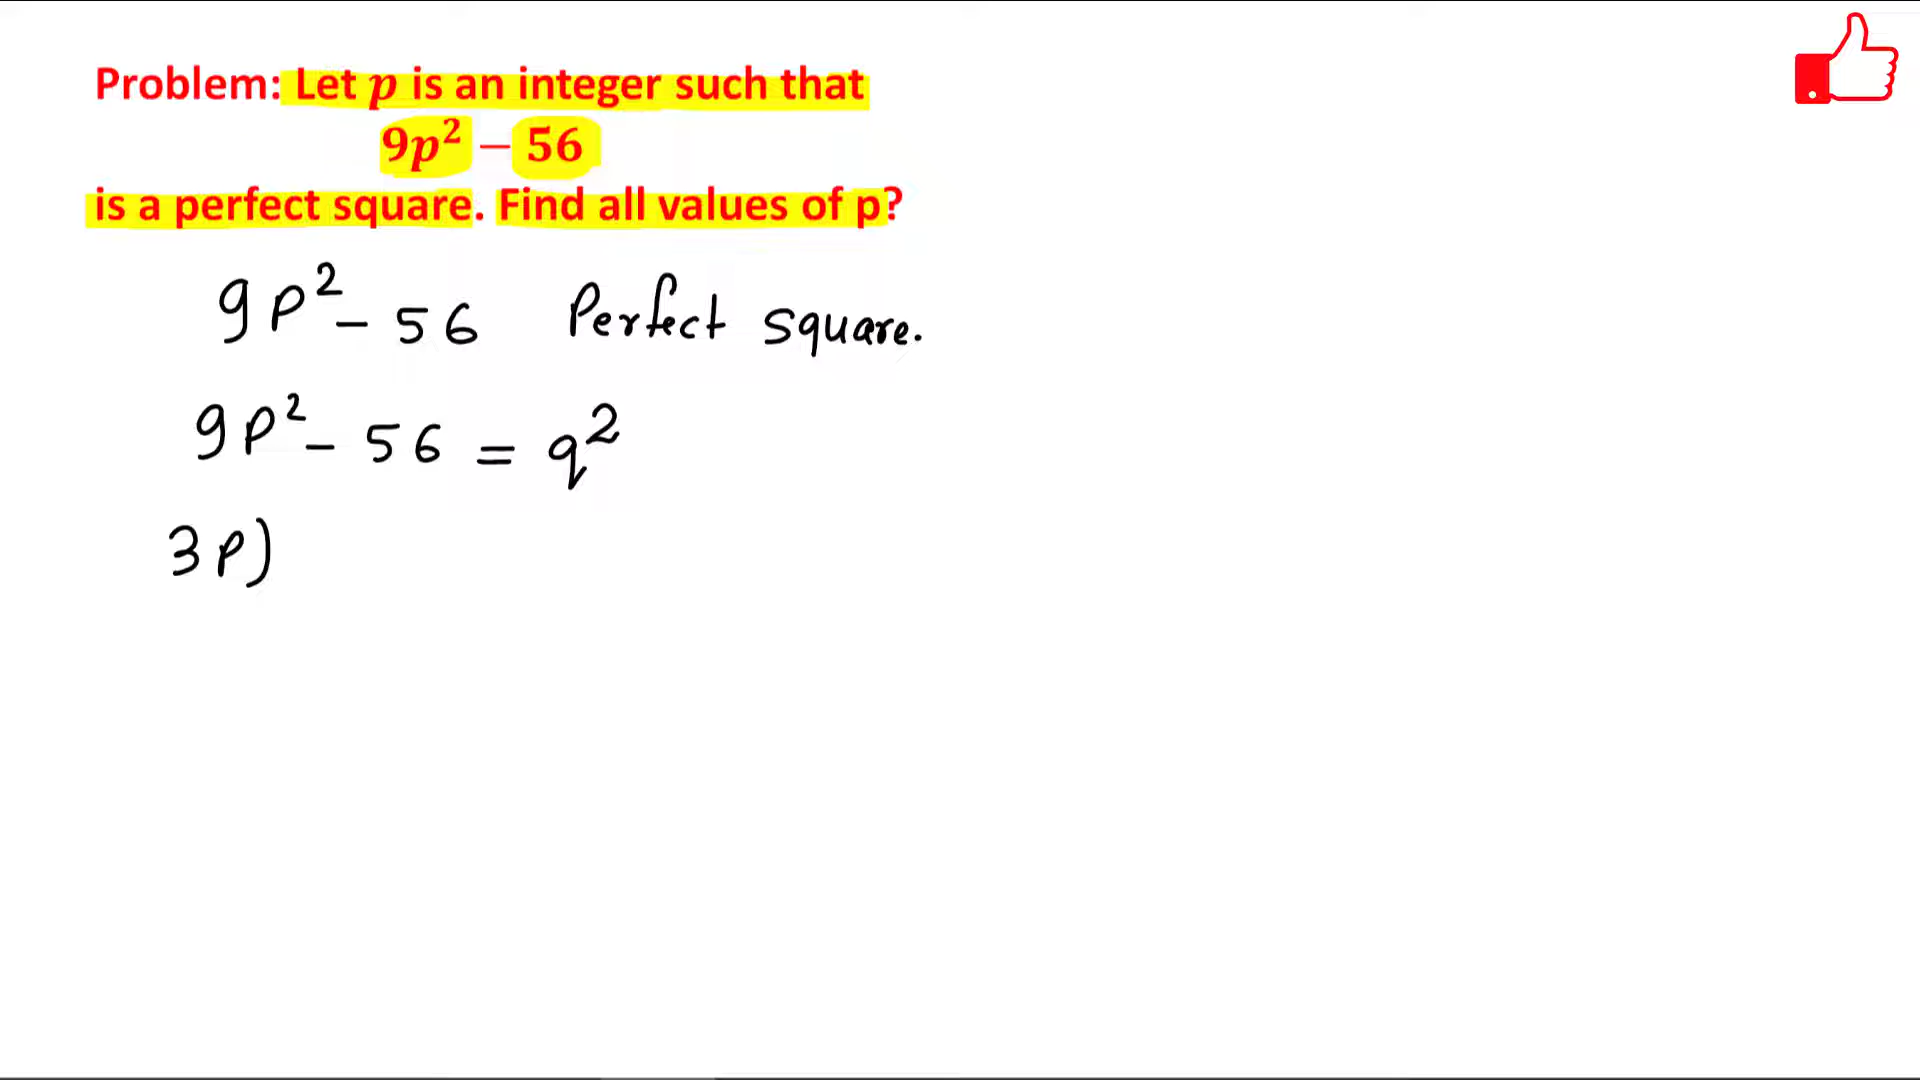 Problem: Let p is an integer such that
9p² − 56
is a perfect square. Find all values of p?
9p² - 56 Perfect square.
9p² - 56 = q²
3p)